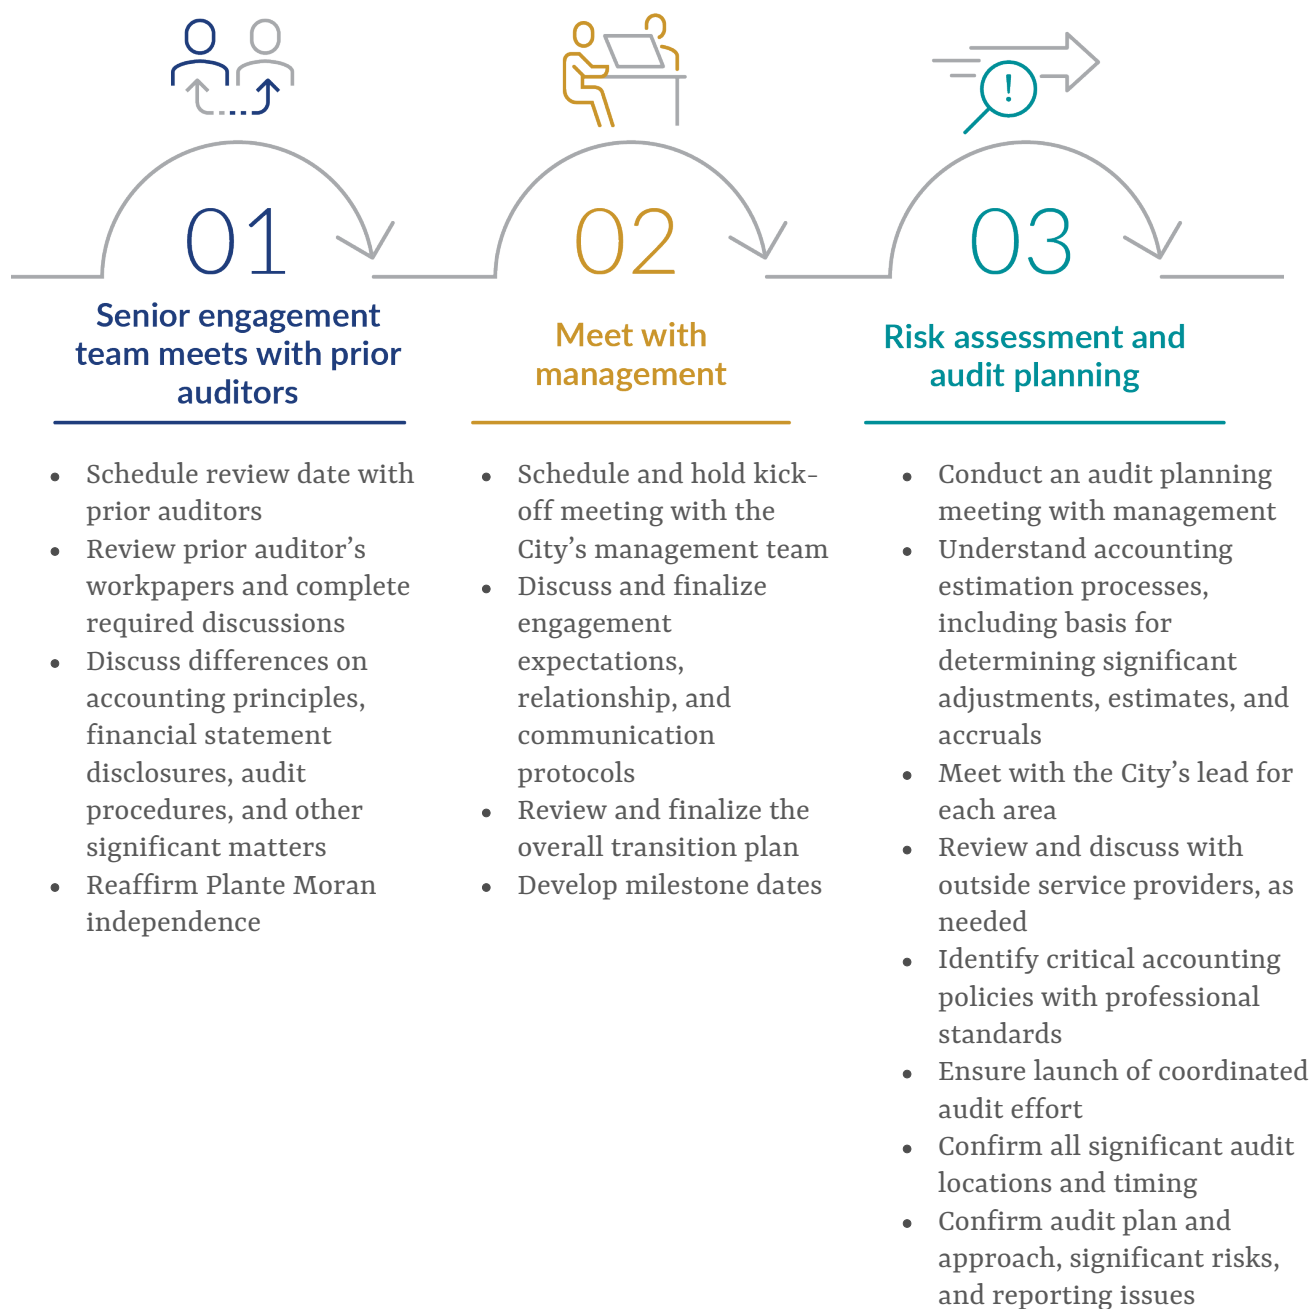 01
Senior engagement
team meets with prior
auditors
• Schedule review date with
prior auditors
• Review prior auditor’s
workpapers and complete
required discussions
• Discuss differences on
accounting principles,
financial statement
disclosures, audit
procedures, and other
significant matters
• Reaffirm Plante Moran
independence
02
Meet with
management
• Schedule and hold kick-
off meeting with the
City’s management team
• Discuss and finalize
engagement
expectations,
relationship, and
communication
protocols
• Review and finalize the
overall transition plan
• Develop milestone dates
!
03
Risk assessment and
audit planning
• Conduct an audit planning
meeting with management
• Understand accounting
estimation processes,
including basis for
determining significant
adjustments, estimates, and
accruals
• Meet with the City’s lead for
each area
• Review and discuss with
outside service providers, as
needed
• Identify critical accounting
policies with professional
standards
• Ensure launch of coordinated
audit effort
• Confirm all significant audit
locations and timing
• Confirm audit plan and
approach, significant risks,
and reporting issues